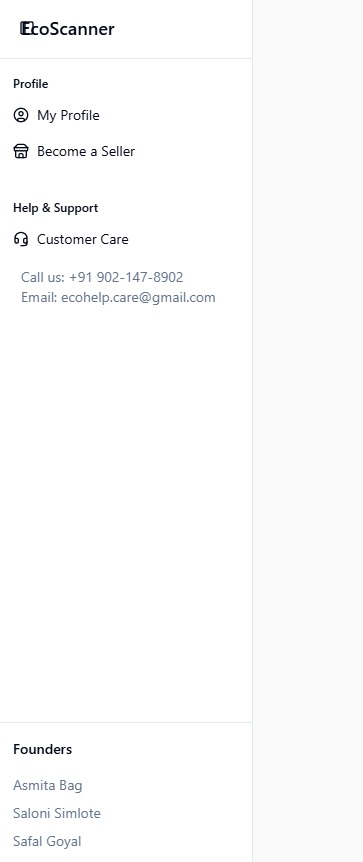 EcoScanner
Profile
My Profile
Become a Seller
Help & Support
Customer Care
Call us: +91 902-147-8902
Email: ecohelp.care@gmail.com
Founders
Asmita Bag
Saloni Simlote
Safal Goyal